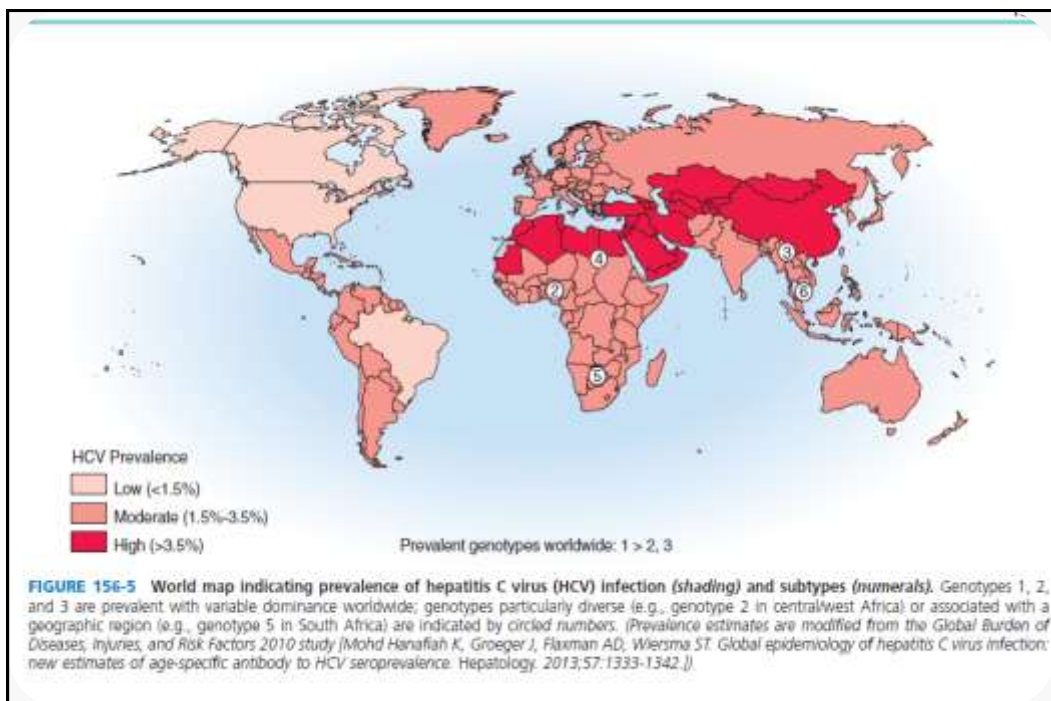 4
3
2
6
5
HCV Prevalence
Low (<1.5%)
Moderate (1.5%-3.5%)
High (>3.5%)
Prevalent genotypes worldwide: 1 > 2, 3
FIGURE 156-5 World map indicating prevalence of hepatitis C virus (HCV) infection (shading) and subtypes (numerals). Genotypes 1, 2,
and 3 are prevalent with variable dominance worldwide; genotypes particularly diverse (e.g., genotype 2 in central/west Africa) or associated with a
geographic region (e.g., genotype 5 in South Africa) are indicated by circled numbers. (Prevalence estimates are modified from the Global Burden of
Diseases, Injuries, and Risk Factors 2010 study [Mohd Hanafiah K, Groeger J, Flaxman AD, Wiersma ST. Global epidemiology of hepatitis C virus infection:
new estimates of age-specific antibody to HCV seroprevalence. Hepatology. 2013;57:1333-1342.]).